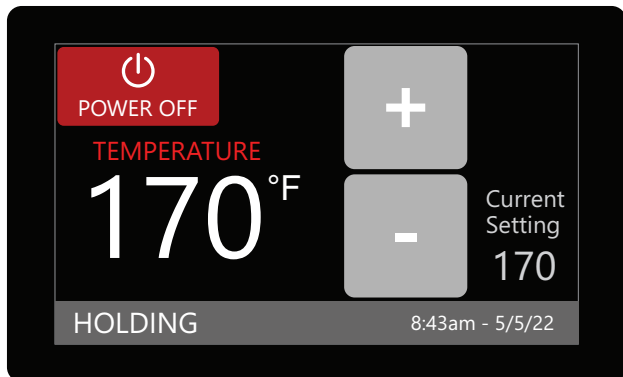 POWER OFF
TEMPERATURE
170°F
+
-
Current
Setting
170
HOLDING
8:43am - 5/5/22